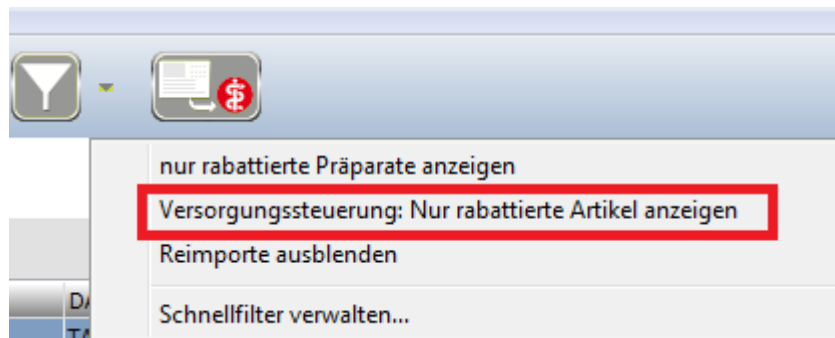 nur rabattierte Präparate anzeigen
Versorgungssteuerung: Nur rabattierte Artikel anzeigen
Reimporte ausblenden
Schnellfilter verwalten...